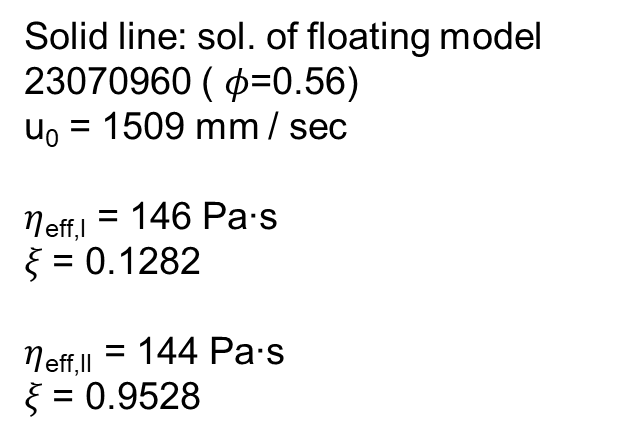 Solid line: sol. of floating model
23070960 ( ϕ=0.56)
u₀ = 1509 mm / sec
η_eff,I = 146 Pa·s
ξ = 0.1282
η_eff,II = 144 Pa·s
ξ = 0.9528